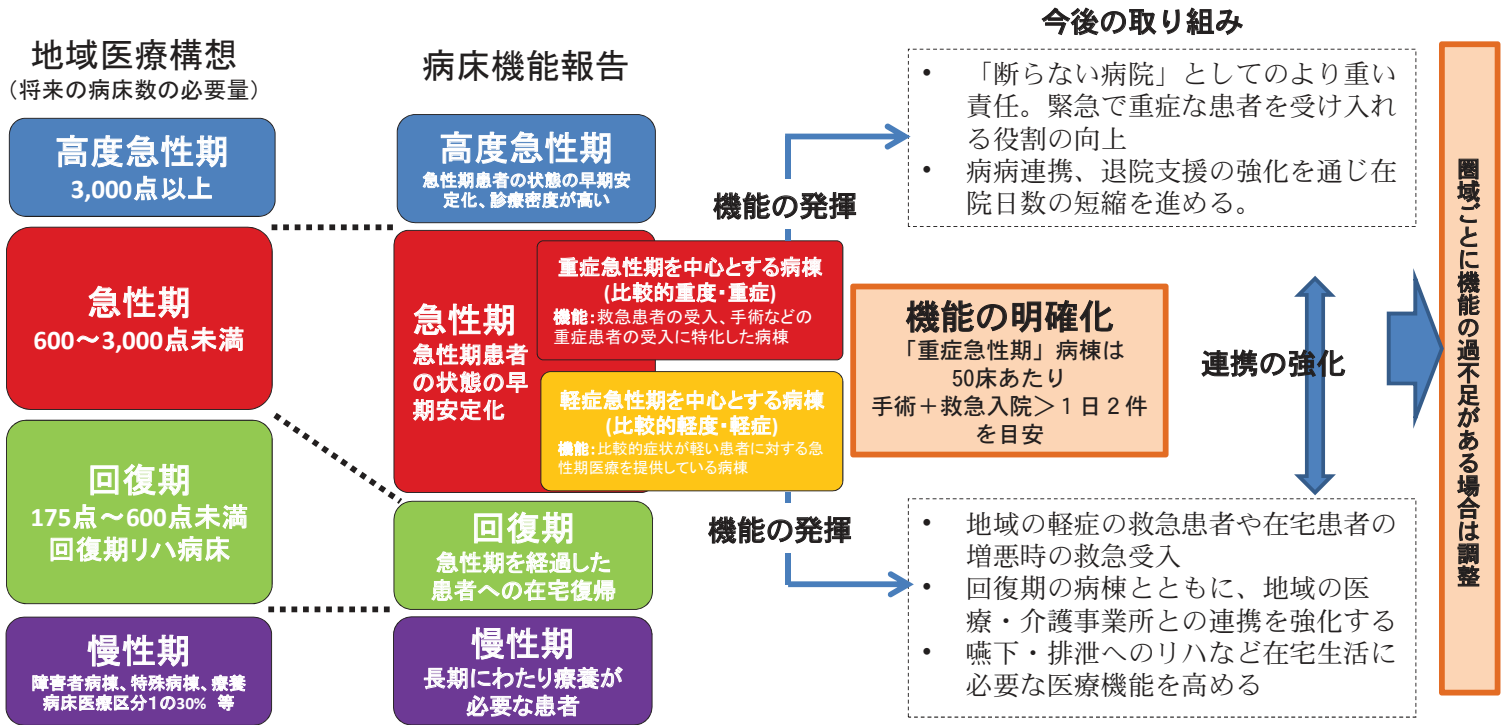 地域医療構想
(将来の病床数の必要量)
高度急性期
3,000点以上
急性期
600～3,000点未満
回復期
175点～600点未満
回復期リハ病床
慢性期
障害者病棟、特殊病棟、療養
病床医療区分1の30% 等
病床機能報告
高度急性期
急性期患者の状態の早期安
定化、診療密度が高い
急性期
急性期患者
の状態の早
期安定化
重症急性期を中心とする病棟
(比較的重度・重症)
機能：救急患者の受入、手術などの
重症患者の受入に特化した病棟
軽症急性期を中心とする病棟
(比較的軽度・軽症)
機能：比較的症状が軽い患者に対する急
性期医療を提供している病棟
回復期
急性期を経過した
患者への在宅復帰
慢性期
長期にわたり療養が
必要な患者
機能の発揮
機能の発揮
機能の明確化
「重症急性期」病棟は
50床あたり
手術＋救急入院＞１日２件
を目安
今後の取り組み
• 「断らない病院」としてのより重い
責任。緊急で重症な患者を受け入れ
る役割の向上
• 病病連携、退院支援の強化を通じ在
院日数の短縮を進める。
連携の強化
• 地域の軽症の救急患者や在宅患者の
増悪時の救急受入
• 回復期の病棟とともに、地域の医
療・介護事業所との連携を強化する
• 嚥下・排泄へのリハなど在宅生活に
必要な医療機能を高める
圏域ごとに機能の過不足がある場合は調整